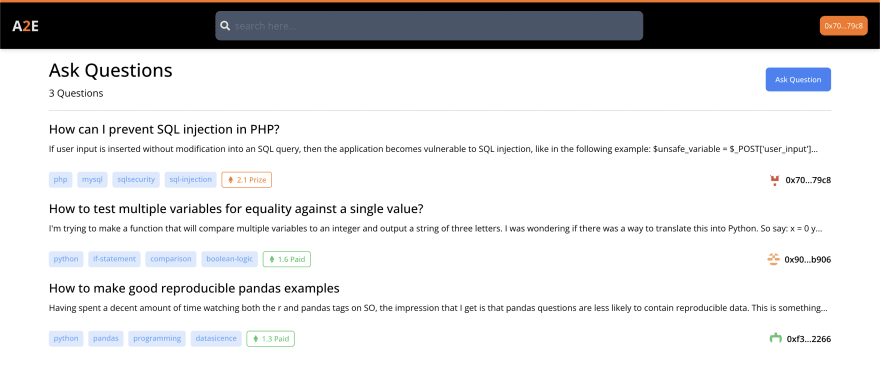 A2E
search here...
0x70...79c8
Ask Questions
Ask Question
3 Questions
How can I prevent SQL injection in PHP?
If user input is inserted without modification into an SQL query, then the application becomes vulnerable to SQL injection, like in the following example: $unsafe_variable = $_POST['user_input']...
php mysql sqlsecurity sql-injection 2.1 Prize
0x70...79c8
How to test multiple variables for equality against a single value?
I'm trying to make a function that will compare multiple variables to an integer and output a string of three letters. I was wondering if there was a way to translate this into Python. So say: x = 0 y...
python if-statement comparison boolean-logic 1.6 Paid
0x90...b906
How to make good reproducible pandas examples
Having spent a decent amount of time watching both the r and pandas tags on SO, the impression that I get is that pandas questions are less likely to contain reproducible data. This is something...
python pandas programming datasicence 1.3 Paid
0xf3...2266